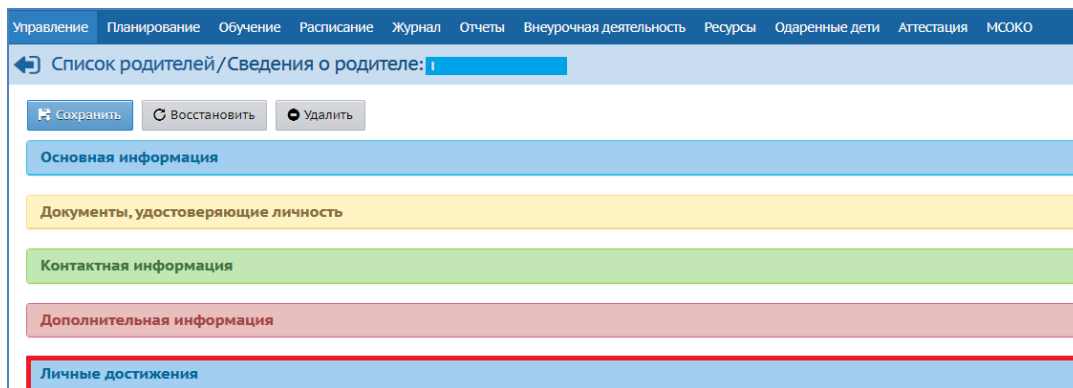 Управление Планирование Обучение Расписание Журнал Отчеты Внеурочная деятельность Ресурсы Одаренные дети Аттестация МСОКО
Список родителей/Сведения о родителе:
Сохранить Восстановить Удалить
Основная информация
Документы, удостоверяющие личность
Контактная информация
Дополнительная информация
Личные достижения